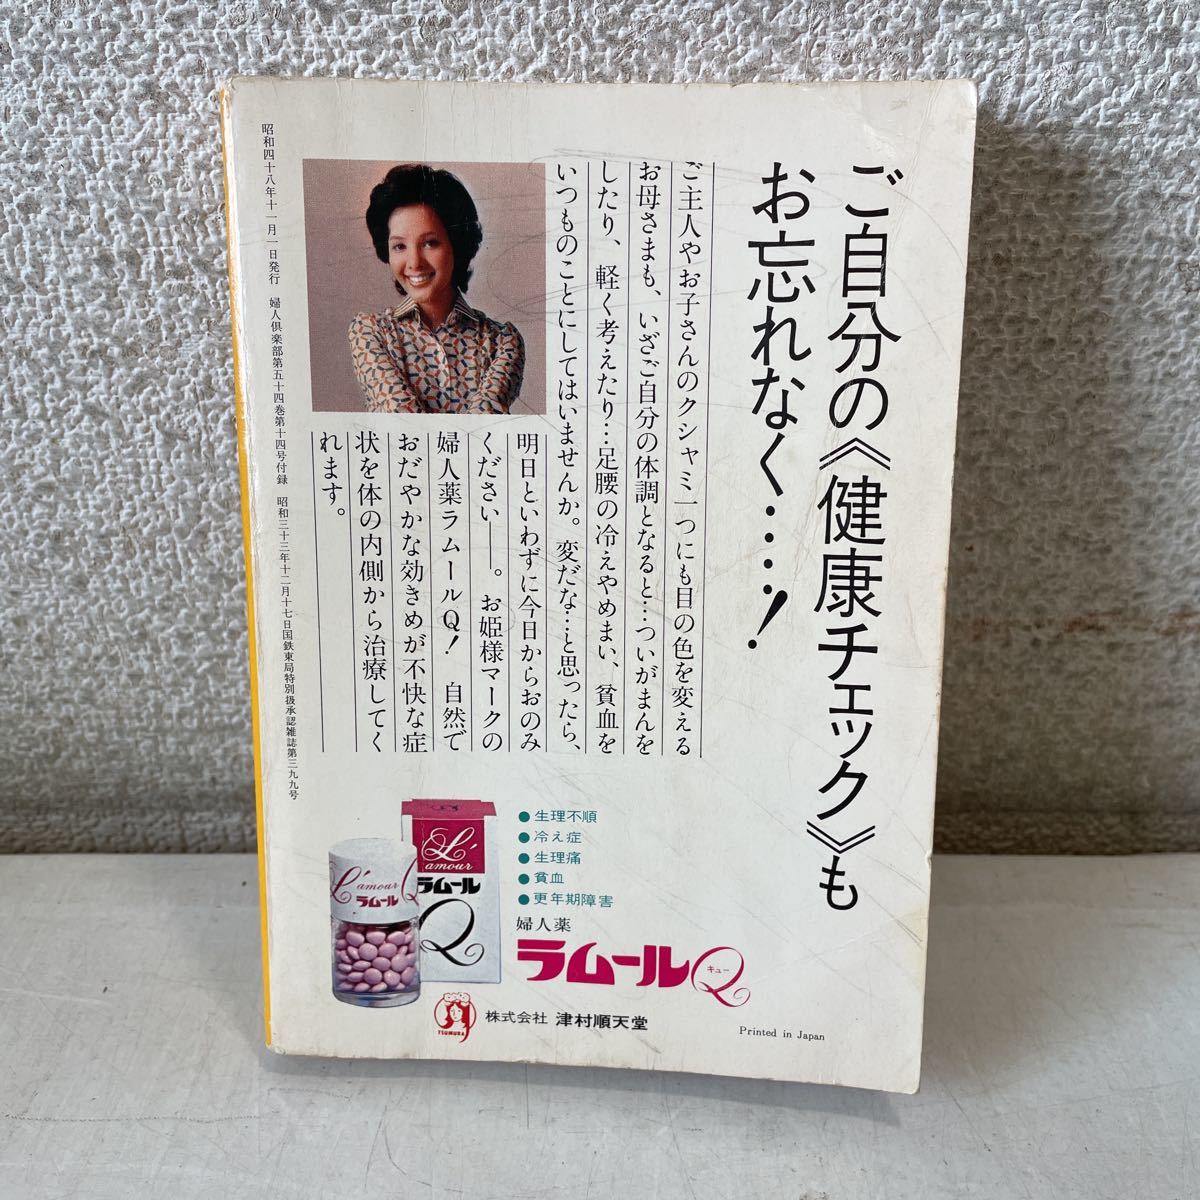 ご自分の《健康チェック》も
お忘れなく……!
ご主人やお子さんのクシャミ一つにも目の色を変える
お母さまも、いざご自分の体調となると…ついがまんを
したり、軽く考えたり…足腰の冷えやめまい、貧血を
いつものことにしてはいませんか。変だな…と思ったら、
明日といわずに今日からおのみ
ください——。お姫様マークの
婦人薬ラムールQ! 自然で
おだやかな効きめが不快な症
状を体の内側から治療してく
れます。
昭和四十八年十一月一日発行 婦人倶楽部第五十四巻第十四号付録 昭和三十三年十二月十七日国鉄東局特別扱承認雑誌第三九九号
●生理不順
●冷え症
●生理痛
●貧血
●更年期障害
婦人薬
ラムールQ
キュー
L'amour
ラムール
Q
L'amour Q
ラムール
TSUMURA
株式会社 津村順天堂
Printed in Japan